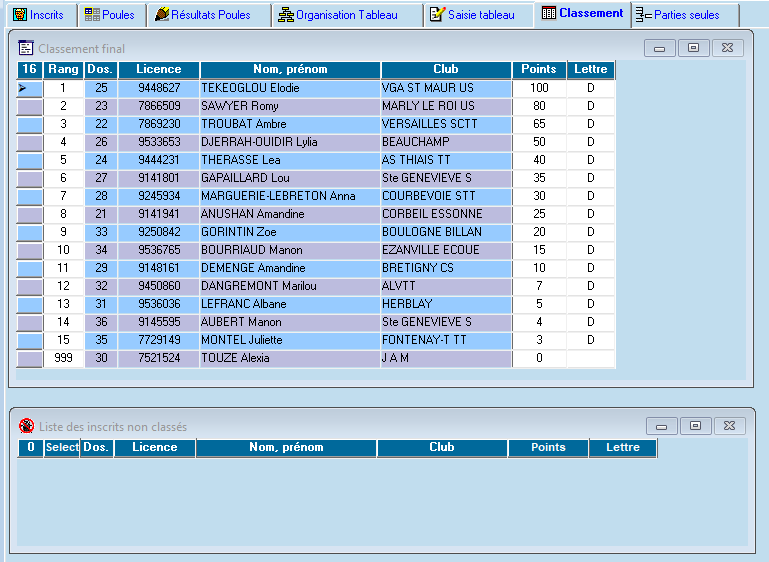 Inscrits Poules Résultats Poules Organisation Tableau Saisie tableau Classement Parties seules
Classement final
16 Rang Dos. Licence Nom, prénom Club Points Lettre
1 25 9448627 TEKEOGLOU Elodie VGA ST MAUR US 100 D
2 23 7866509 SAWYER Romy MARLY LE ROI US 80 D
3 22 7869230 TROUBAT Ambre VERSAILLES SCTT 65 D
4 26 9533653 DJERRAH-OUIDIR Lylia BEAUCHAMP 50 D
5 24 9444231 THERASSE Lea AS THIAIS TT 40 D
6 27 9141801 GAPAILLARD Lou Ste GENEVIEVE S 35 D
7 28 9245934 MARGUERIE-LEBRETON Anna COURBEVOIE STT 30 D
8 21 9141941 ANUSHAN Amandine CORBEIL ESSONNE 25 D
9 33 9250842 GORINTIN Zoe BOULOGNE BILLAN 20 D
10 34 9536765 BOURRIAUD Manon EZANVILLE ECOUE 15 D
11 29 9148161 DEMENGE Amandine BRETIGNY CS 10 D
12 32 9450860 DANGREMONT Marilou ALVTT 7 D
13 31 9536036 LEFRANC Albane HERBLAY 5 D
14 36 9145595 AUBERT Manon Ste GENEVIEVE S 4 D
15 35 7729149 MONTEL Juliette FONTENAY-T TT 3 D
999 30 7521524 TOUZE Alexia J A M 0
Liste des inscrits non classés
0 Select Dos. Licence Nom, prénom Club Points Lettre